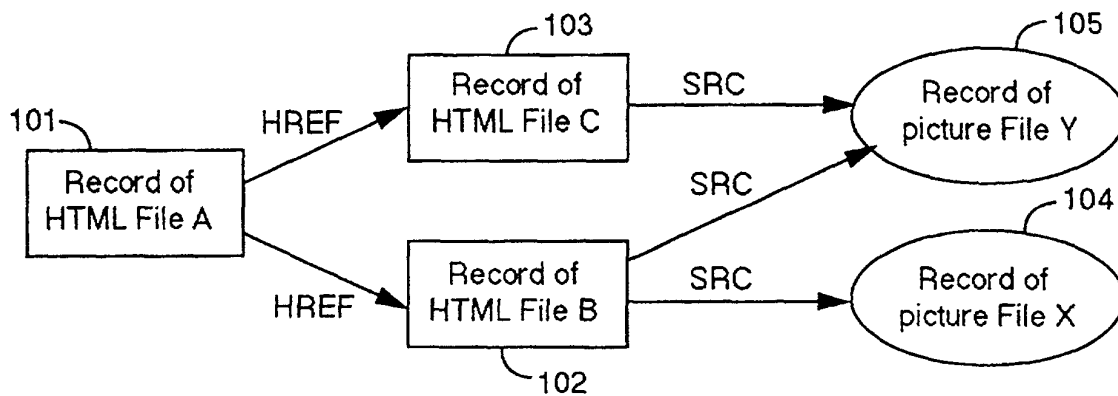 103
105
101
HREF
Record of
HTML File C
SRC
Record of
picture File Y
Record of
HTML File A
SRC
104
HREF
Record of
HTML File B
SRC
Record of
picture File X
102